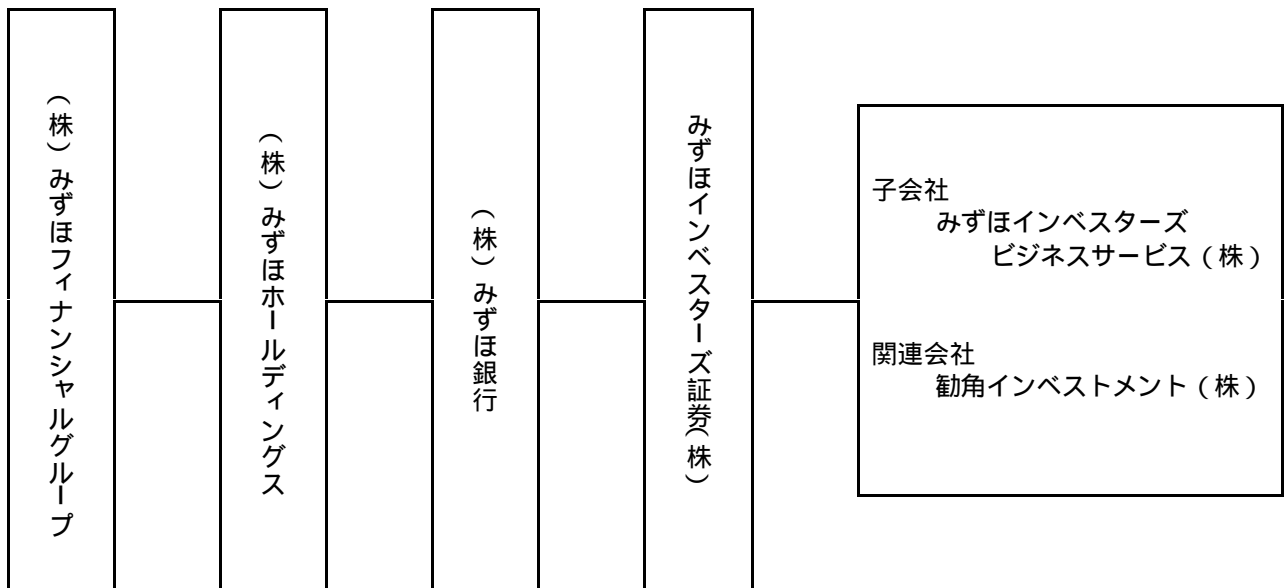 (株)みずほフィナンシャルグループ
(株)みずほホールディングス
(株)みずほ銀行
みずほインベスターズ証券(株)
子会社
みずほインベスターズ
ビジネスサービス(株)
関連会社
勧角インベストメント(株)